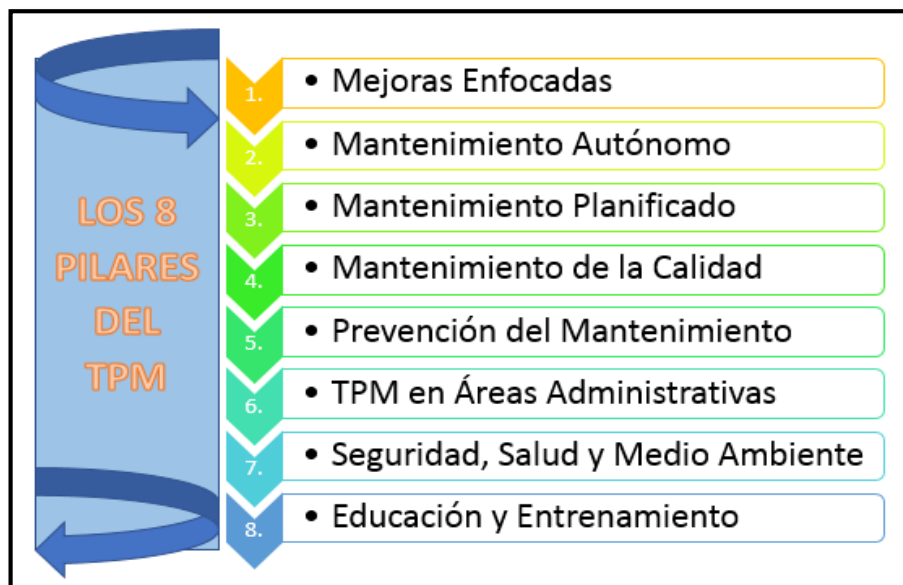 LOS 8
PILARES
DEL
TPM
1. • Mejoras Enfocadas
2. • Mantenimiento Autónomo
3. • Mantenimiento Planificado
4. • Mantenimiento de la Calidad
5. • Prevención del Mantenimiento
6. • TPM en Áreas Administrativas
7. • Seguridad, Salud y Medio Ambiente
8. • Educación y Entrenamiento